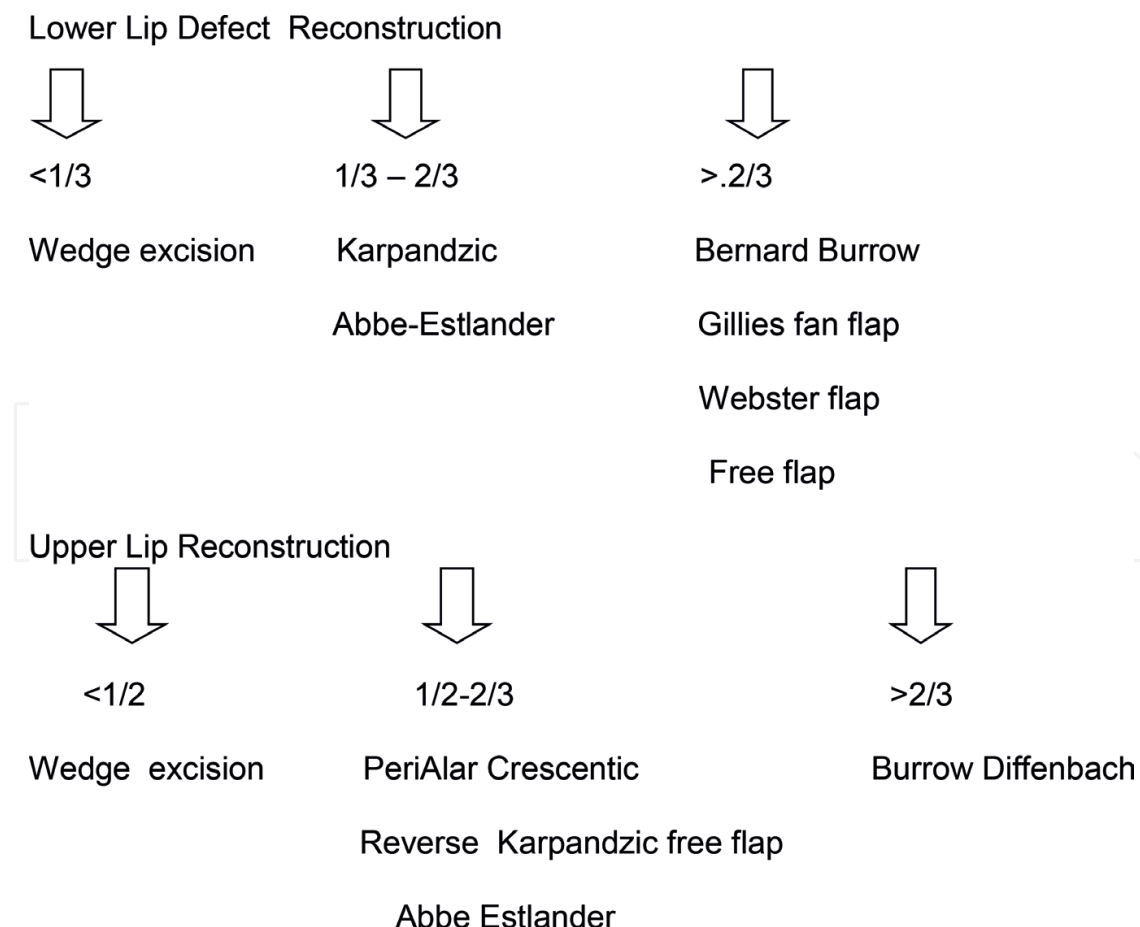 Lower Lip Defect Reconstruction
<1/3 1/3 – 2/3 >.2/3
Wedge excision Karpandzic Bernard Burrow
Abbe-Estlander Gillies fan flap
Webster flap
Free flap
Upper Lip Reconstruction
<1/2 1/2-2/3 >2/3
Wedge excision PeriAlar Crescentic Burrow Diffenbach
Reverse Karpandzic free flap
Abbe Estlander